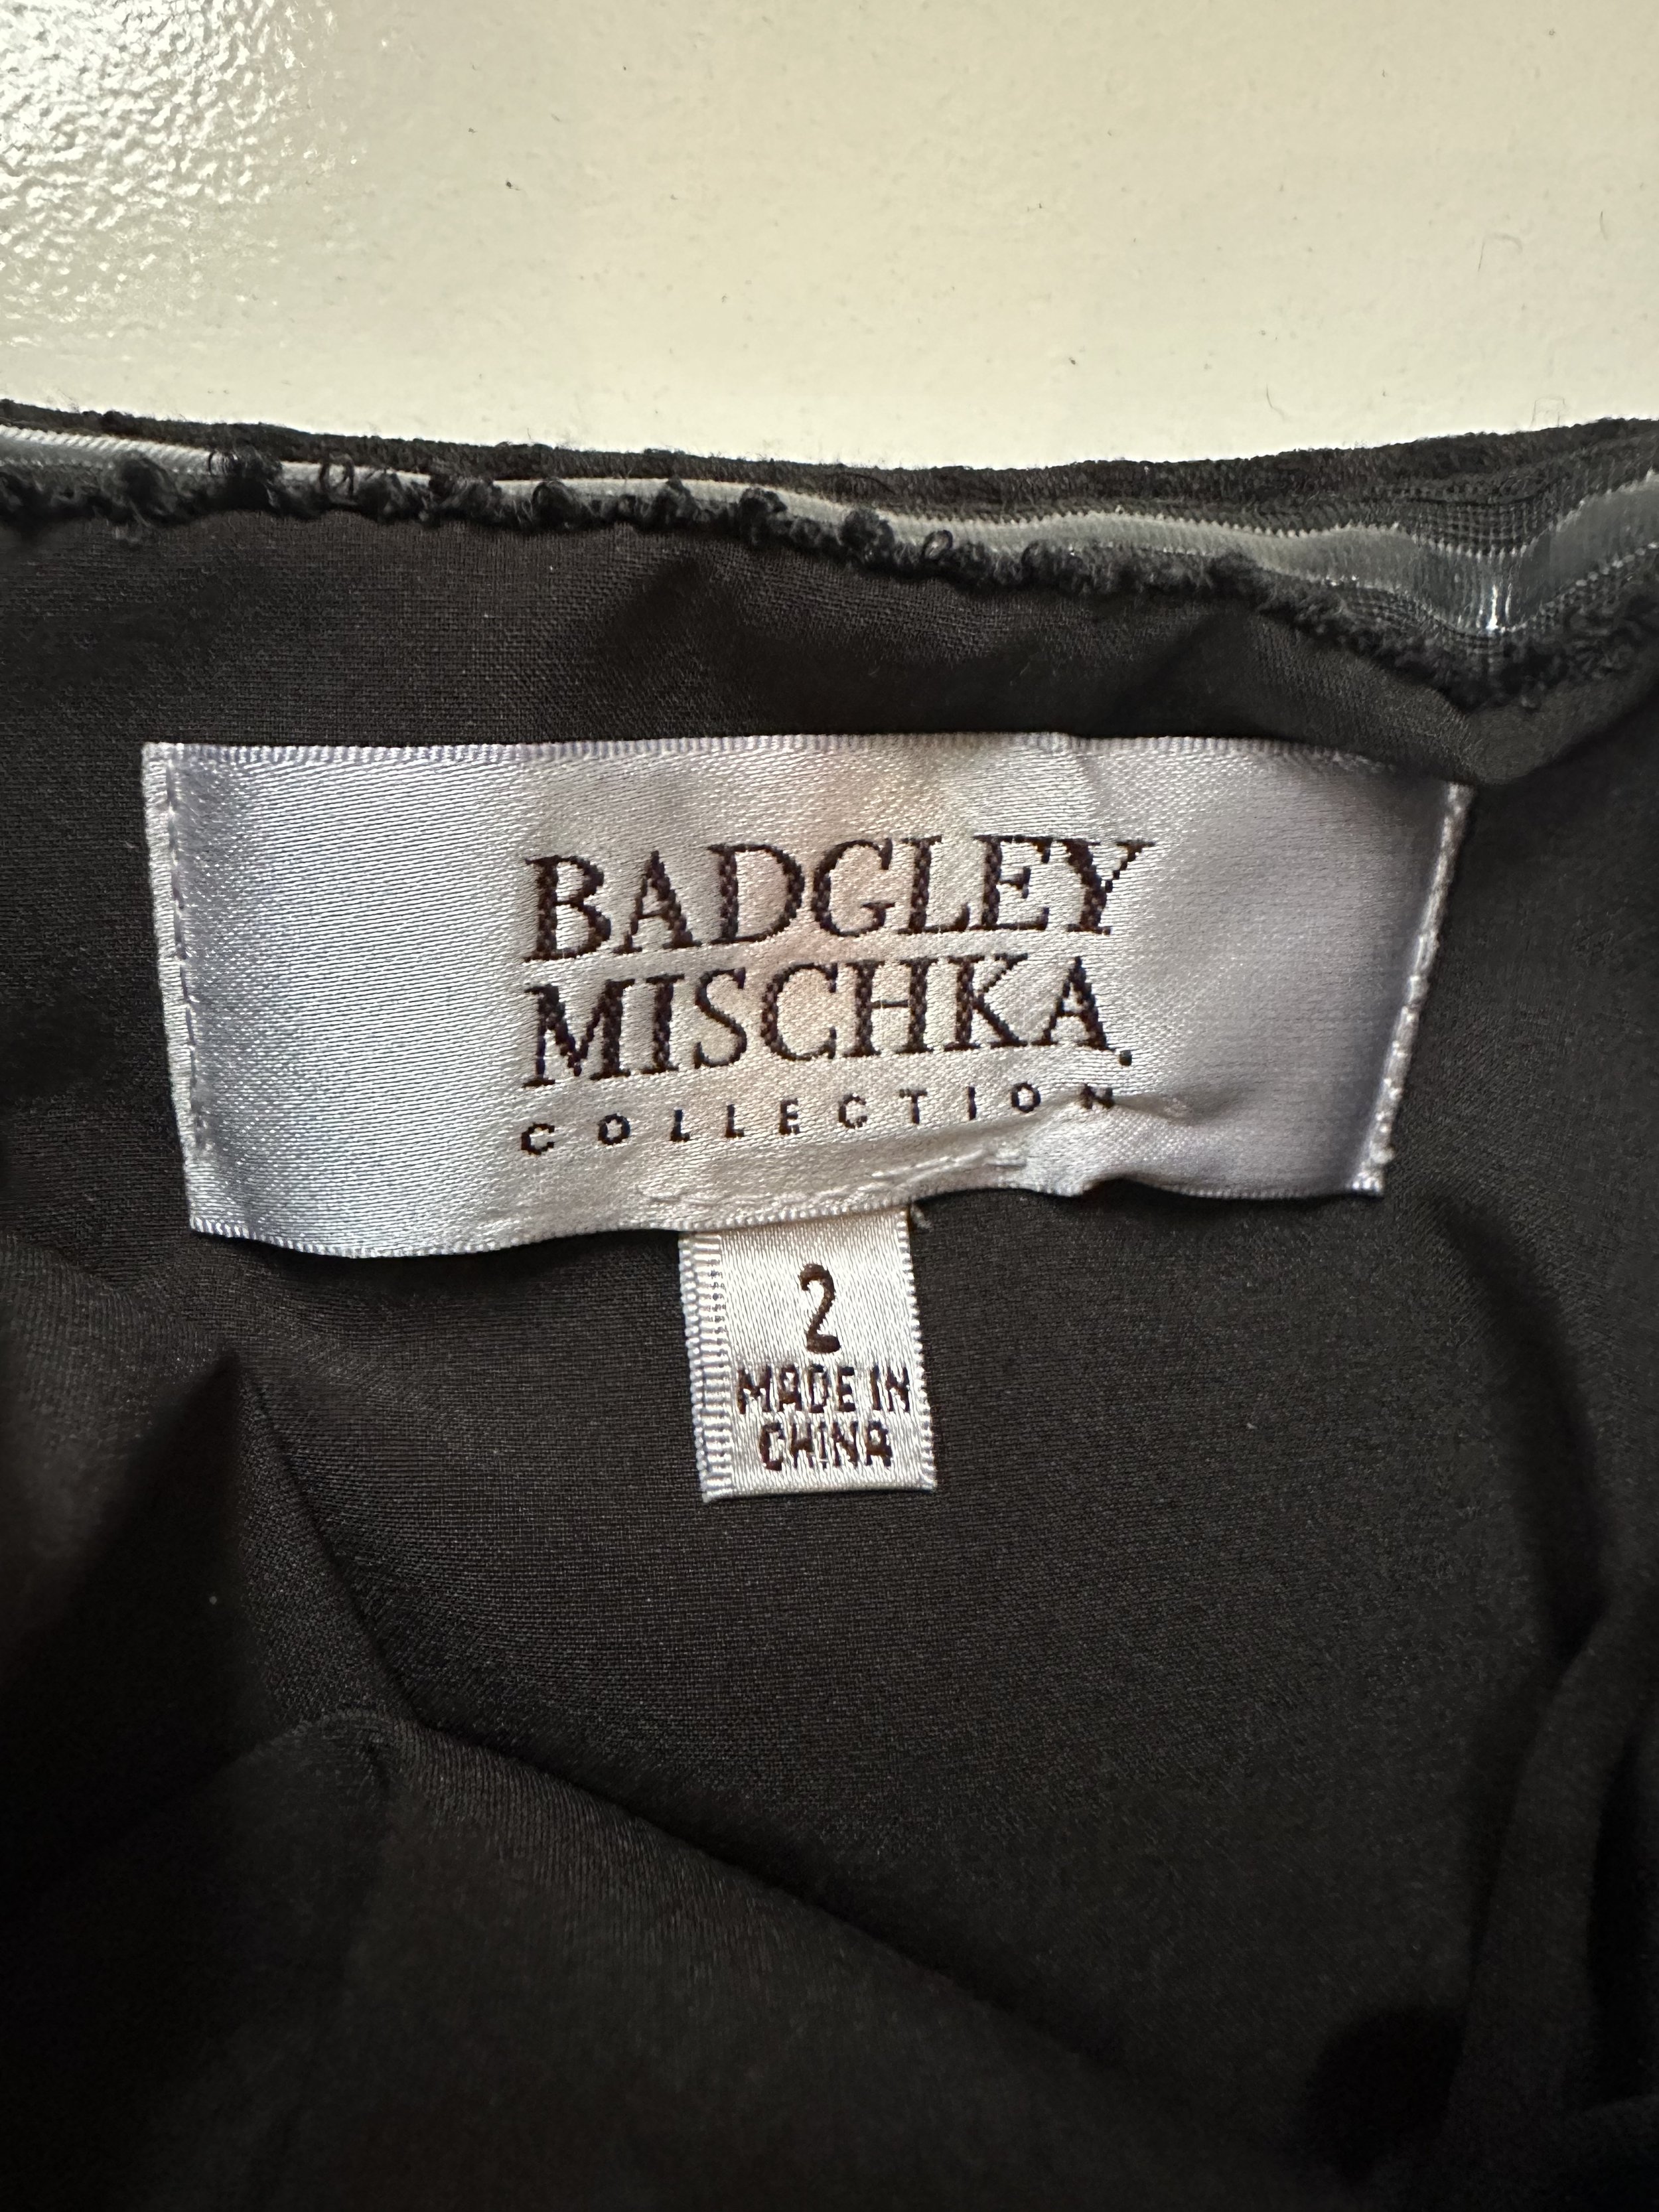 BADGLEY
MISCHKA.
COLLECTION
2
MADE IN
CHINA